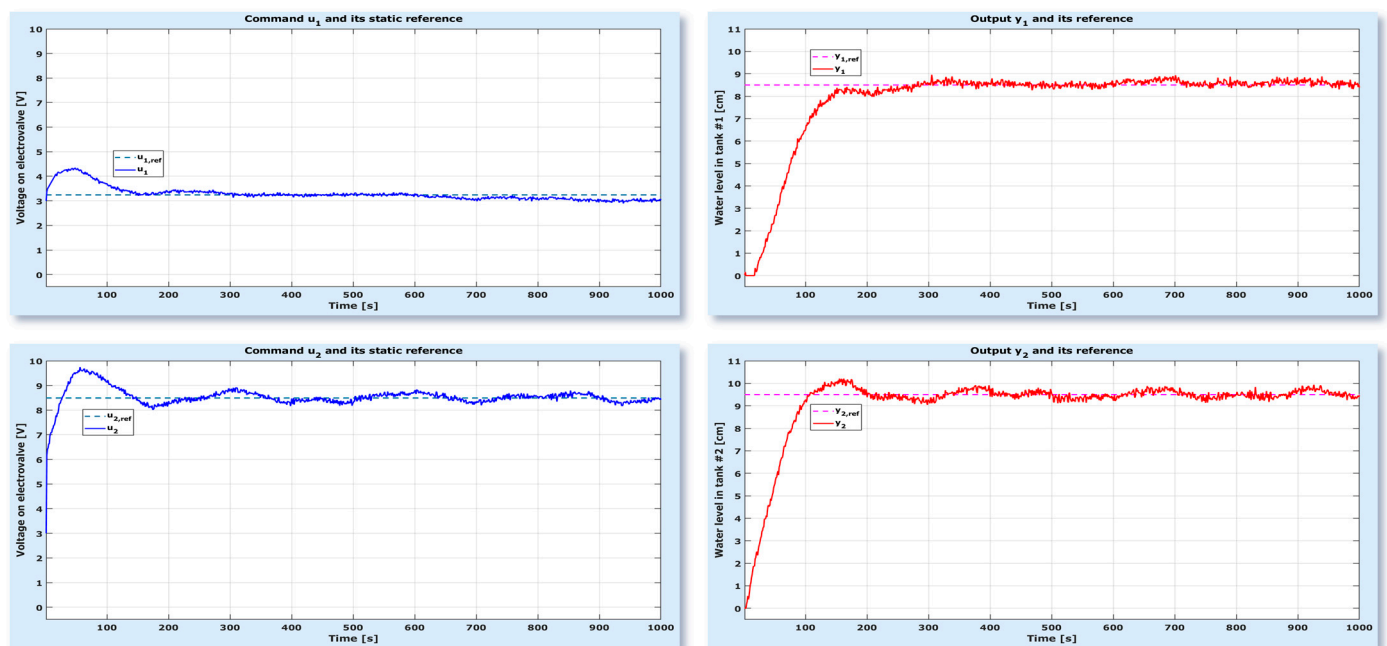 Command u1 and its static reference
10
9
8
7
6
5
4
3
2
1
0
Voltage on electrovalve [V]
u1,ref
u1
100 200 300 400 500 600 700 800 900 1000
Time [s]
Output y1 and its reference
11
10
9
8
7
6
5
4
3
2
1
0
Water level in tank #1 [cm]
y1,ref
y1
100 200 300 400 500 600 700 800 900 1000
Time [s]
Command u2 and its static reference
10
9
8
7
6
5
4
3
2
1
0
Voltage on electrovalve [V]
u2,ref
u2
100 200 300 400 500 600 700 800 900 1000
Time [s]
Output y2 and its reference
11
10
9
8
7
6
5
4
3
2
1
0
Water level in tank #2 [cm]
y2,ref
y2
100 200 300 400 500 600 700 800 900 1000
Time [s]